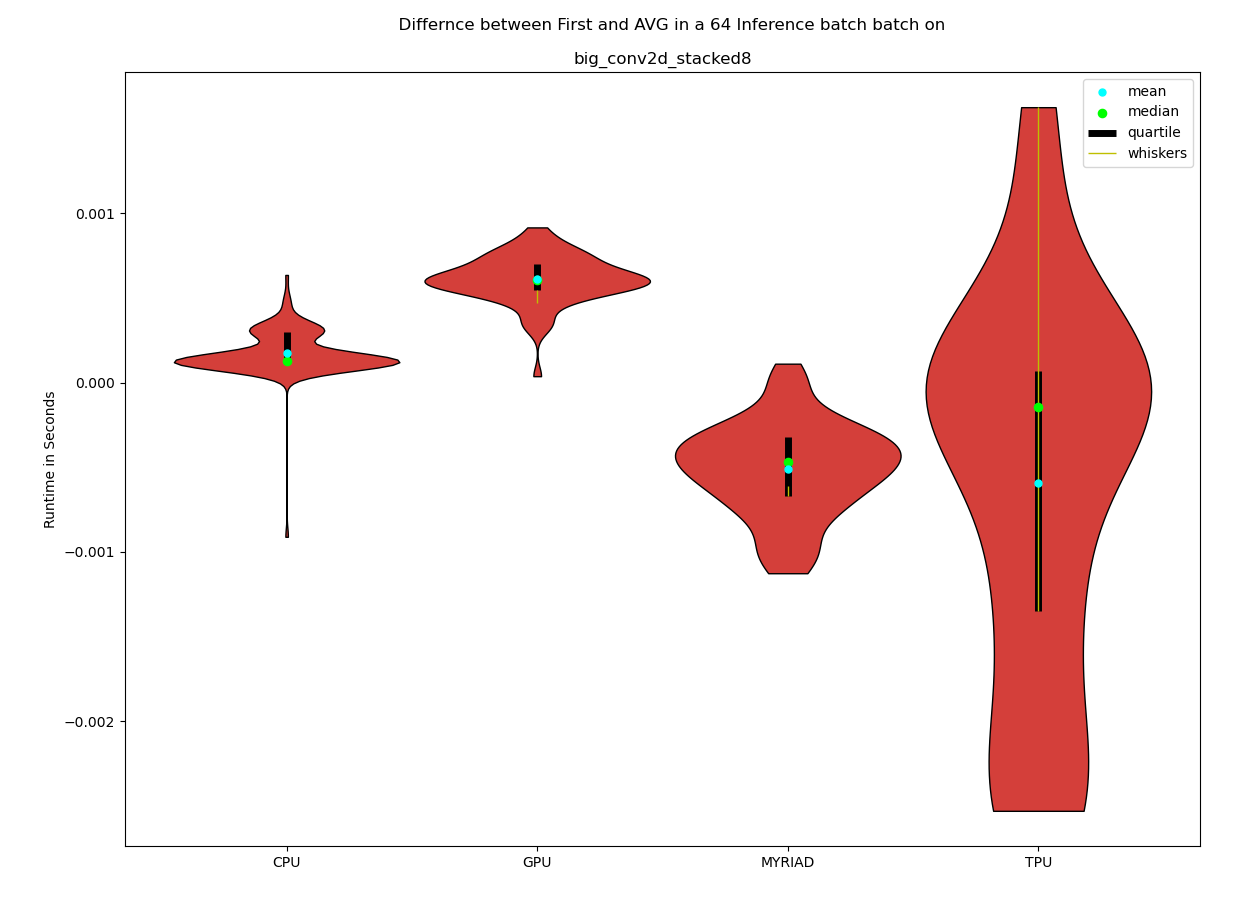 Differnce between First and AVG in a 64 Inference batch batch on
big_conv2d_stacked8
mean
median
quartile
whiskers
0.001
0.000
−0.001
−0.002
Runtime in Seconds
CPU
GPU
MYRIAD
TPU